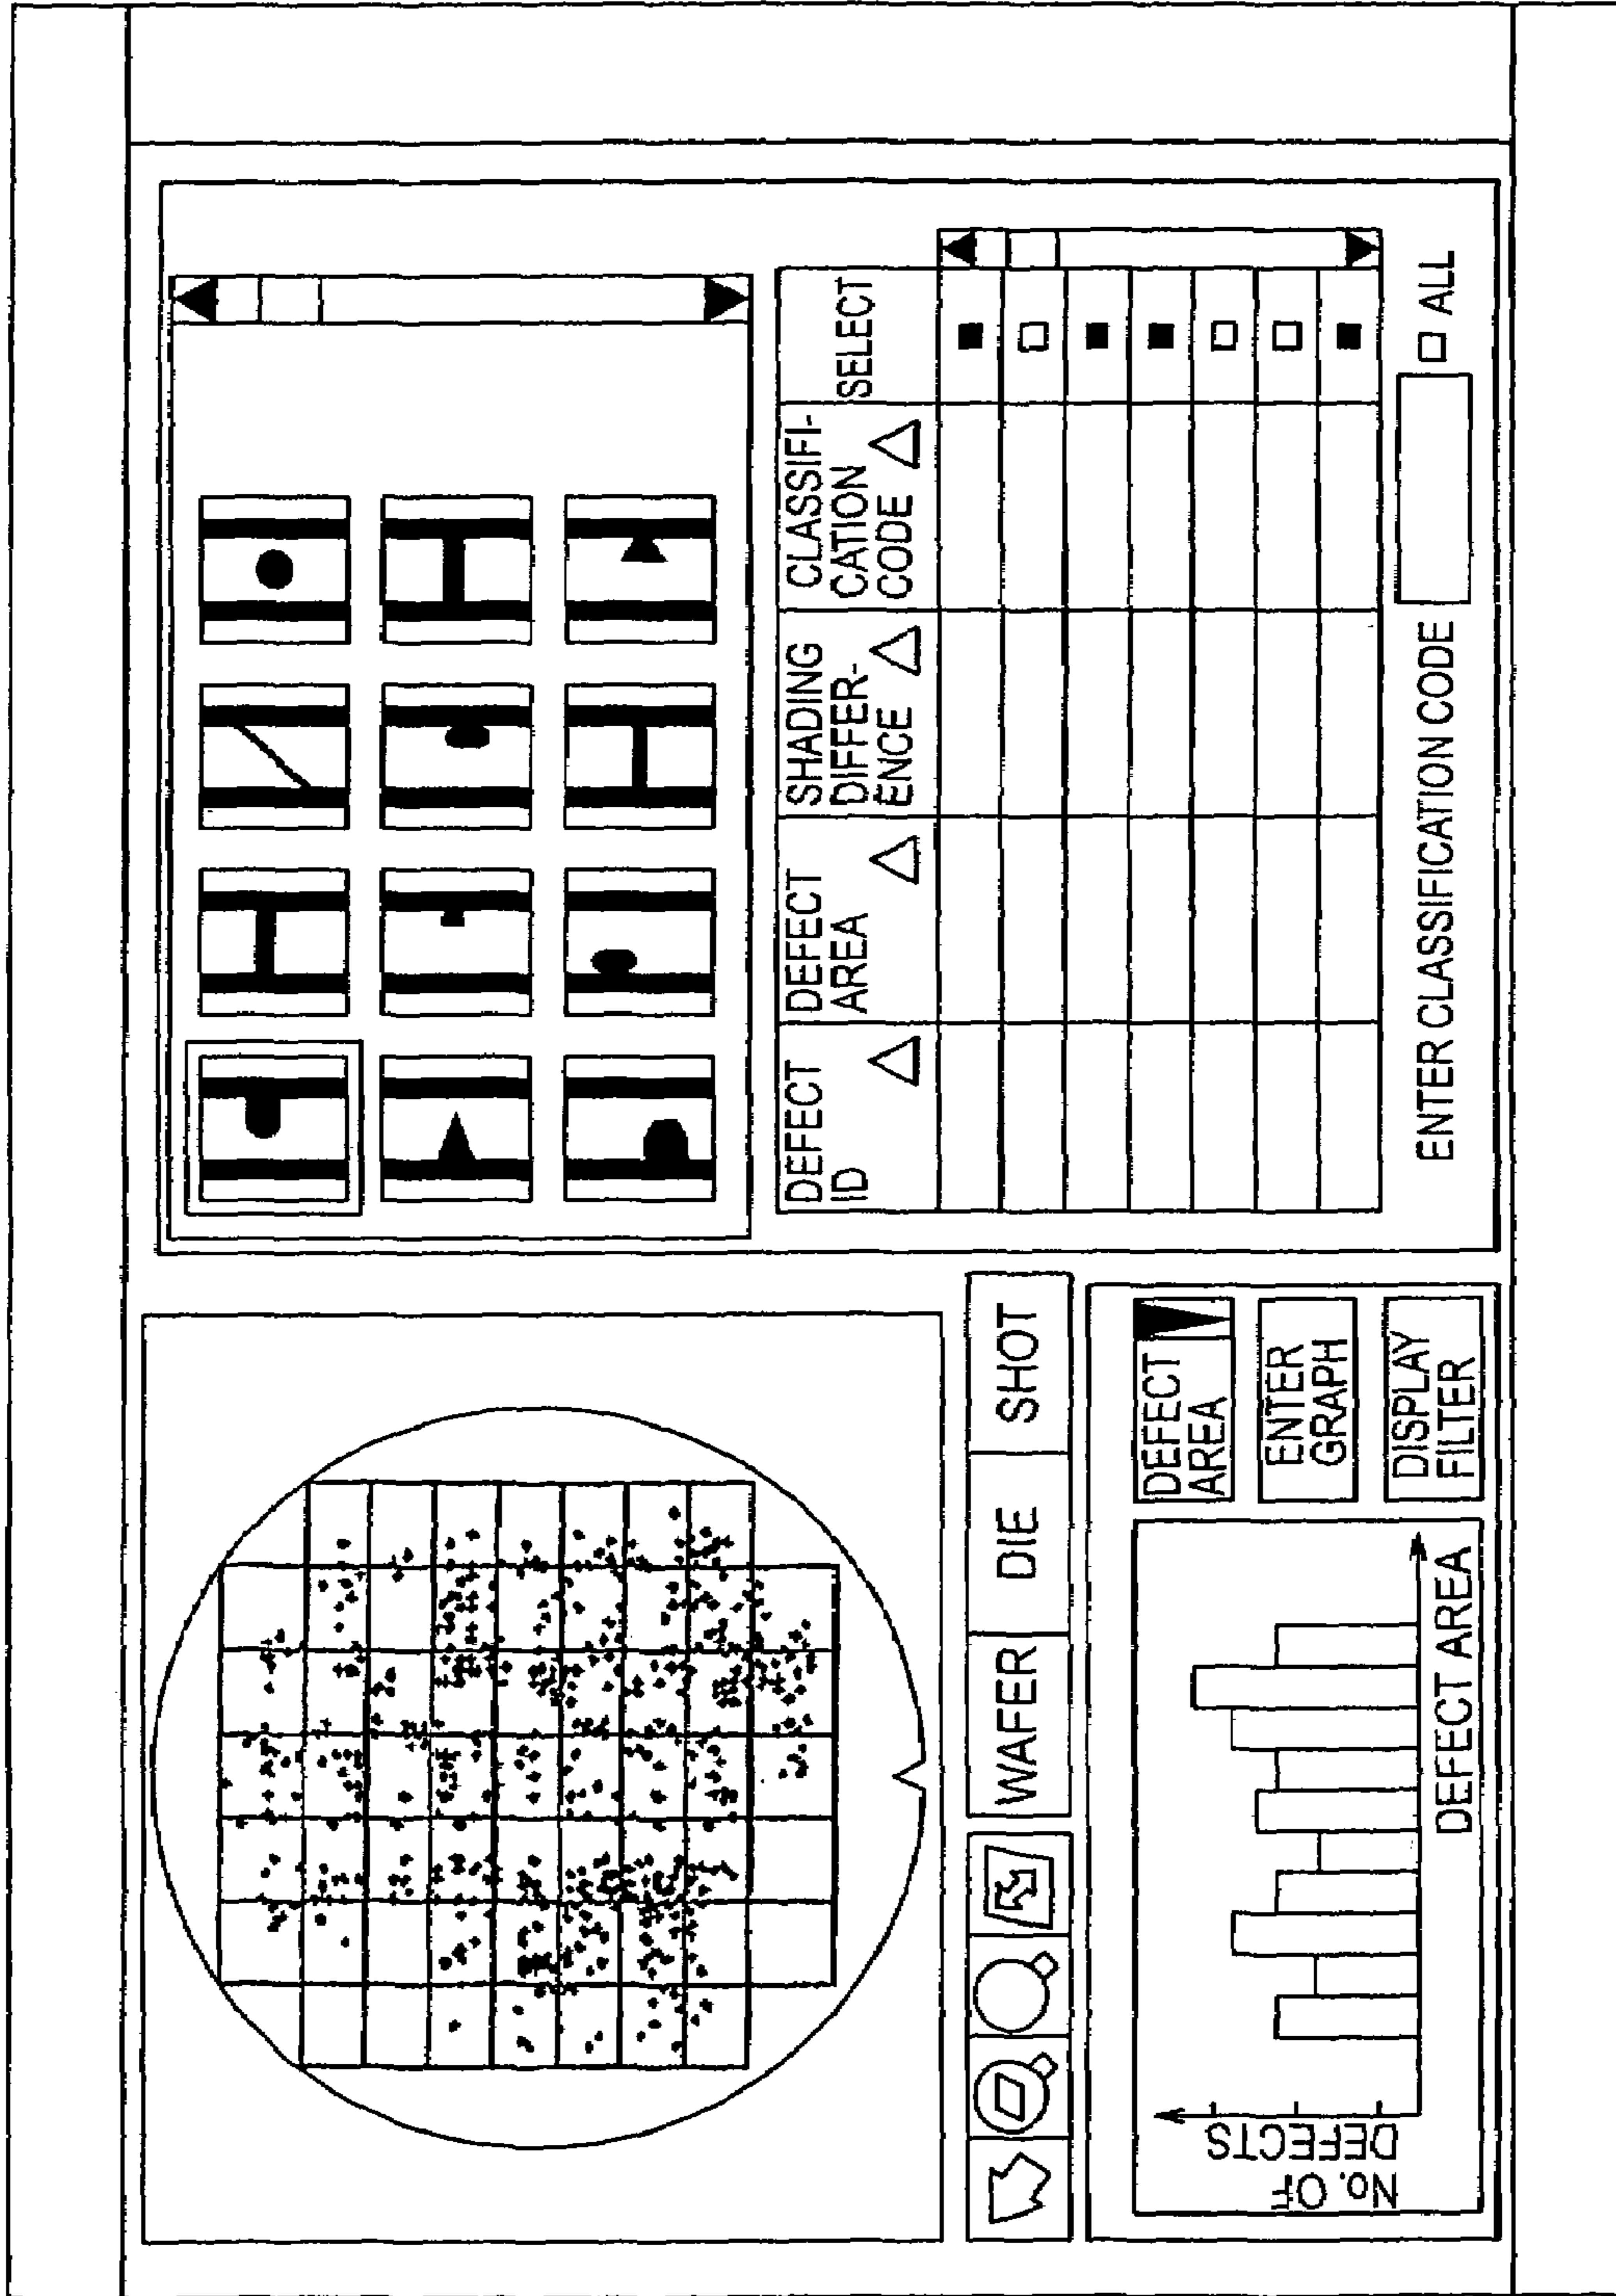 WAFER
DIE
SHOT
No. OF
DEFECTS
DEFECT AREA
DEFECT
AREA
ENTER
GRAPH
DISPLAY
FILTER
DEFECT
ID
DEFECT
AREA
SHADING
DIFFER-
ENCE
CLASSIFI-
CATION
CODE
SELECT
ENTER CLASSIFICATION CODE
ALL